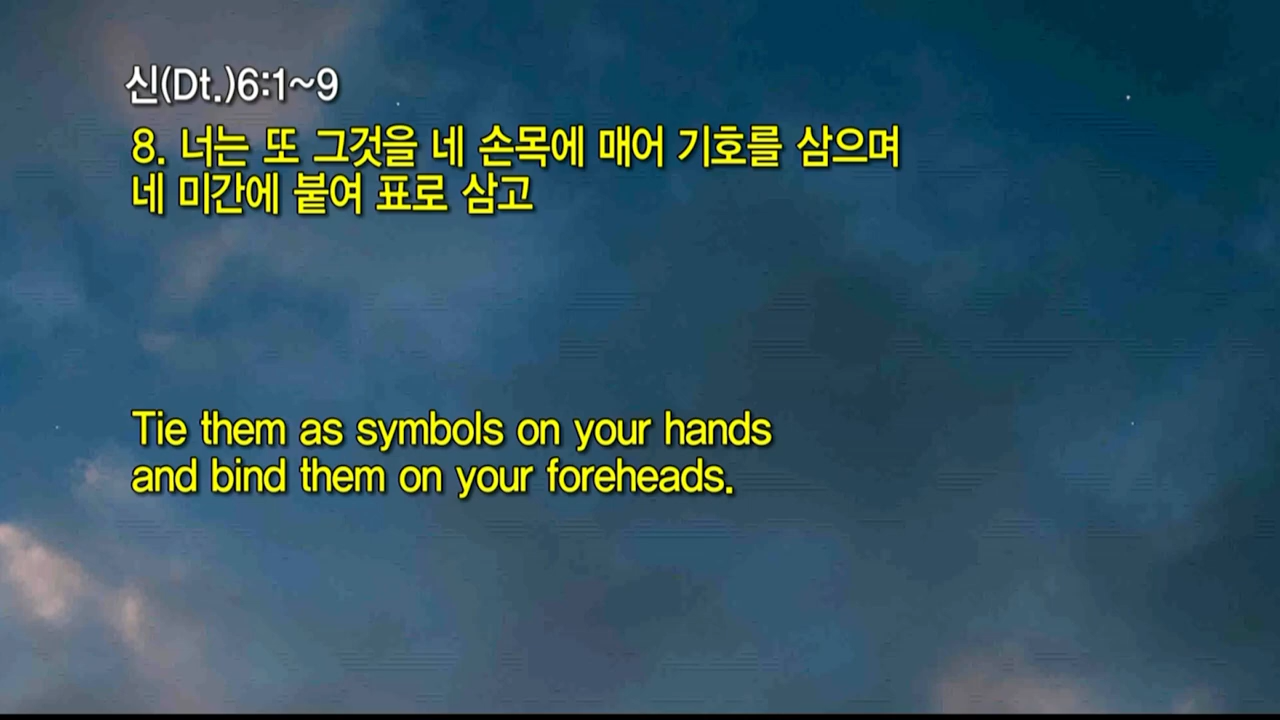 신(Dt.)6:1~9
8. 너는 또 그것을 네 손목에 매어 기호를 삼으며
네 미간에 붙여 표로 삼고
Tie them as symbols on your hands
and bind them on your foreheads.